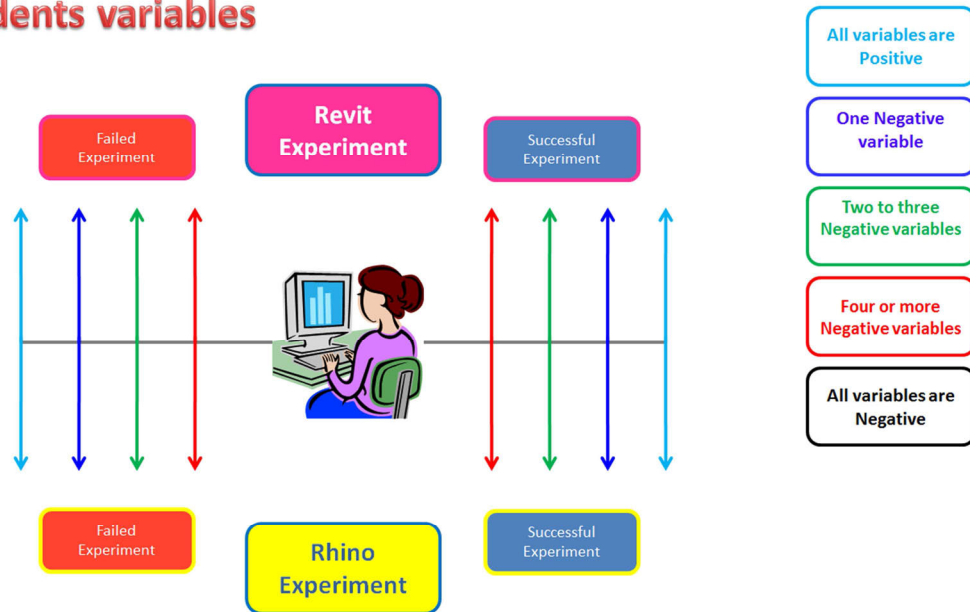 dents variables
Revit
Experiment
Failed
Experiment
Successful
Experiment
Failed
Experiment
Rhino
Experiment
Successful
Experiment
All variables are
Positive
One Negative
variable
Two to three
Negative variables
Four or more
Negative variables
All variables are
Negative